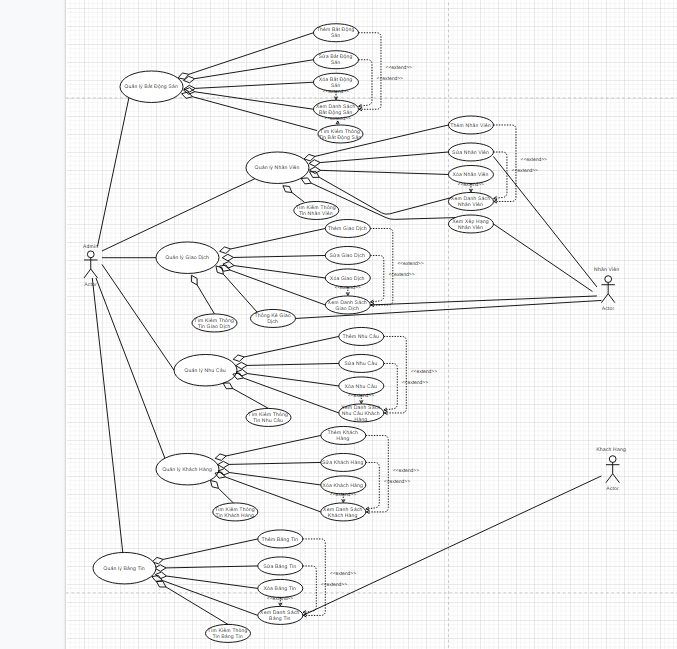 Thêm Bất Động
Sản
Sửa Bất Động
Sản
<<extend>>
<<extend>>
Quản lý Bất Động Sản
Xóa Bất Động
Sản
<<extend>>
Xem Danh Sách
Bất Động Sản
<<extend>>
Tìm Kiếm Thông
Tin Bất Động Sản
Thêm Nhân Viên
Sửa Nhân Viên
<<extend>>
<<extend>>
Quản lý Nhân Viên
Xóa Nhân Viên
<<extend>>
Xem Danh Sách
Nhân Viên
Tìm Kiếm Thông
Tin Nhân Viên
Xem Xếp Hạng
Nhân Viên
Thêm Giao Dịch
Admin
Actor
Quản lý Giao Dịch
Sửa Giao Dịch
<<extend>>
<<extend>>
Xóa Giao Dịch
<<extend>>
Nhân Viên
Actor
Xem Danh Sách
Giao Dịch
Thống Kê Giao
Dịch
Tìm Kiếm Thông
Tin Giao Dịch
Thêm Nhu Cầu
Sửa Nhu Cầu
<<extend>>
<<extend>>
Quản lý Nhu Cầu
Xóa Nhu Cầu
<<extend>>
Xem Danh Sách
Nhu Cầu Khách
Hàng
Tìm Kiếm Thông
Tin Nhu Cầu
Thêm Khách
Hàng
Khach Hang
Actor
Quản lý Khách Hàng
Sửa Khách Hàng
<<extend>>
<<extend>>
Xóa Khách Hàng
<<extend>>
Xem Danh Sách
Khách Hàng
Tìm Kiếm Thông
Tin Khách Hàng
Thêm Bảng Tin
Quản lý Bảng Tin
Sửa Bảng Tin
<<extend>>
<<extend>>
Xóa Bảng Tin
<<extend>>
Xem Danh Sách
Bảng Tin
Tìm Kiếm Thông
Tin Bảng Tin